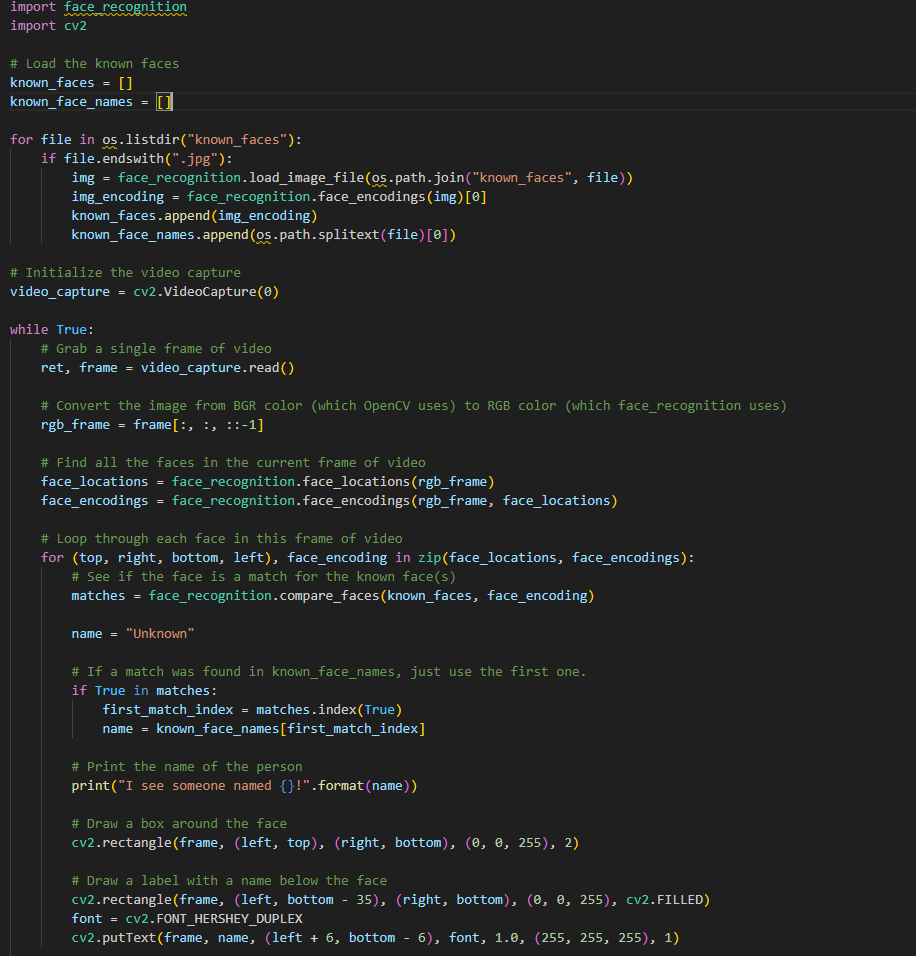 import face_recognition
import cv2
# Load the known faces
known_faces = []
known_face_names = []
for file in os.listdir("known_faces"):
    if file.endswith(".jpg"):
        img = face_recognition.load_image_file(os.path.join("known_faces", file))
        img_encoding = face_recognition.face_encodings(img)[0]
        known_faces.append(img_encoding)
        known_face_names.append(os.path.splitext(file)[0])
# Initialize the video capture
video_capture = cv2.VideoCapture(0)
while True:
    # Grab a single frame of video
    ret, frame = video_capture.read()
    # Convert the image from BGR color (which OpenCV uses) to RGB color (which face_recognition uses)
    rgb_frame = frame[:, :, ::-1]
    # Find all the faces in the current frame of video
    face_locations = face_recognition.face_locations(rgb_frame)
    face_encodings = face_recognition.face_encodings(rgb_frame, face_locations)
    # Loop through each face in this frame of video
    for (top, right, bottom, left), face_encoding in zip(face_locations, face_encodings):
        # See if the face is a match for the known face(s)
        matches = face_recognition.compare_faces(known_faces, face_encoding)
        name = "Unknown"
        # If a match was found in known_face_names, just use the first one.
        if True in matches:
            first_match_index = matches.index(True)
            name = known_face_names[first_match_index]
        # Print the name of the person
        print("I see someone named {}!".format(name))
        # Draw a box around the face
        cv2.rectangle(frame, (left, top), (right, bottom), (0, 0, 255), 2)
        # Draw a label with a name below the face
        cv2.rectangle(frame, (left, bottom - 35), (right, bottom), (0, 0, 255), cv2.FILLED)
        font = cv2.FONT_HERSHEY_DUPLEX
        cv2.putText(frame, name, (left + 6, bottom - 6), font, 1.0, (255, 255, 255), 1)